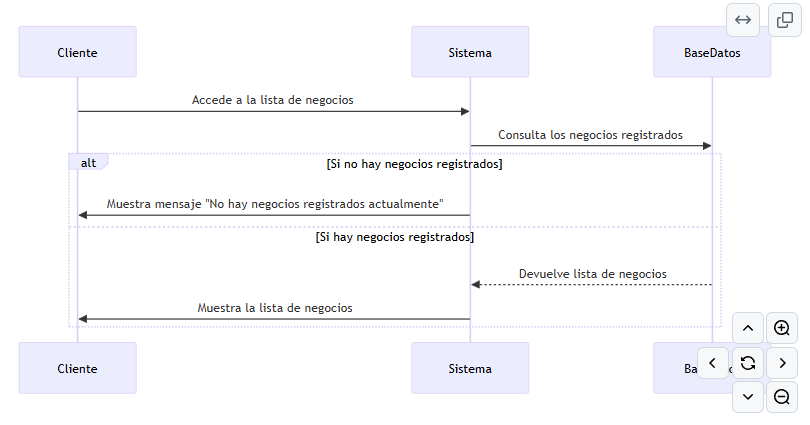 Cliente
Sistema
BaseDatos
Accede a la lista de negocios
Consulta los negocios registrados
alt
[Si no hay negocios registrados]
Muestra mensaje "No hay negocios registrados actualmente"
[Si hay negocios registrados]
Devuelve lista de negocios
Muestra la lista de negocios
Cliente
Sistema